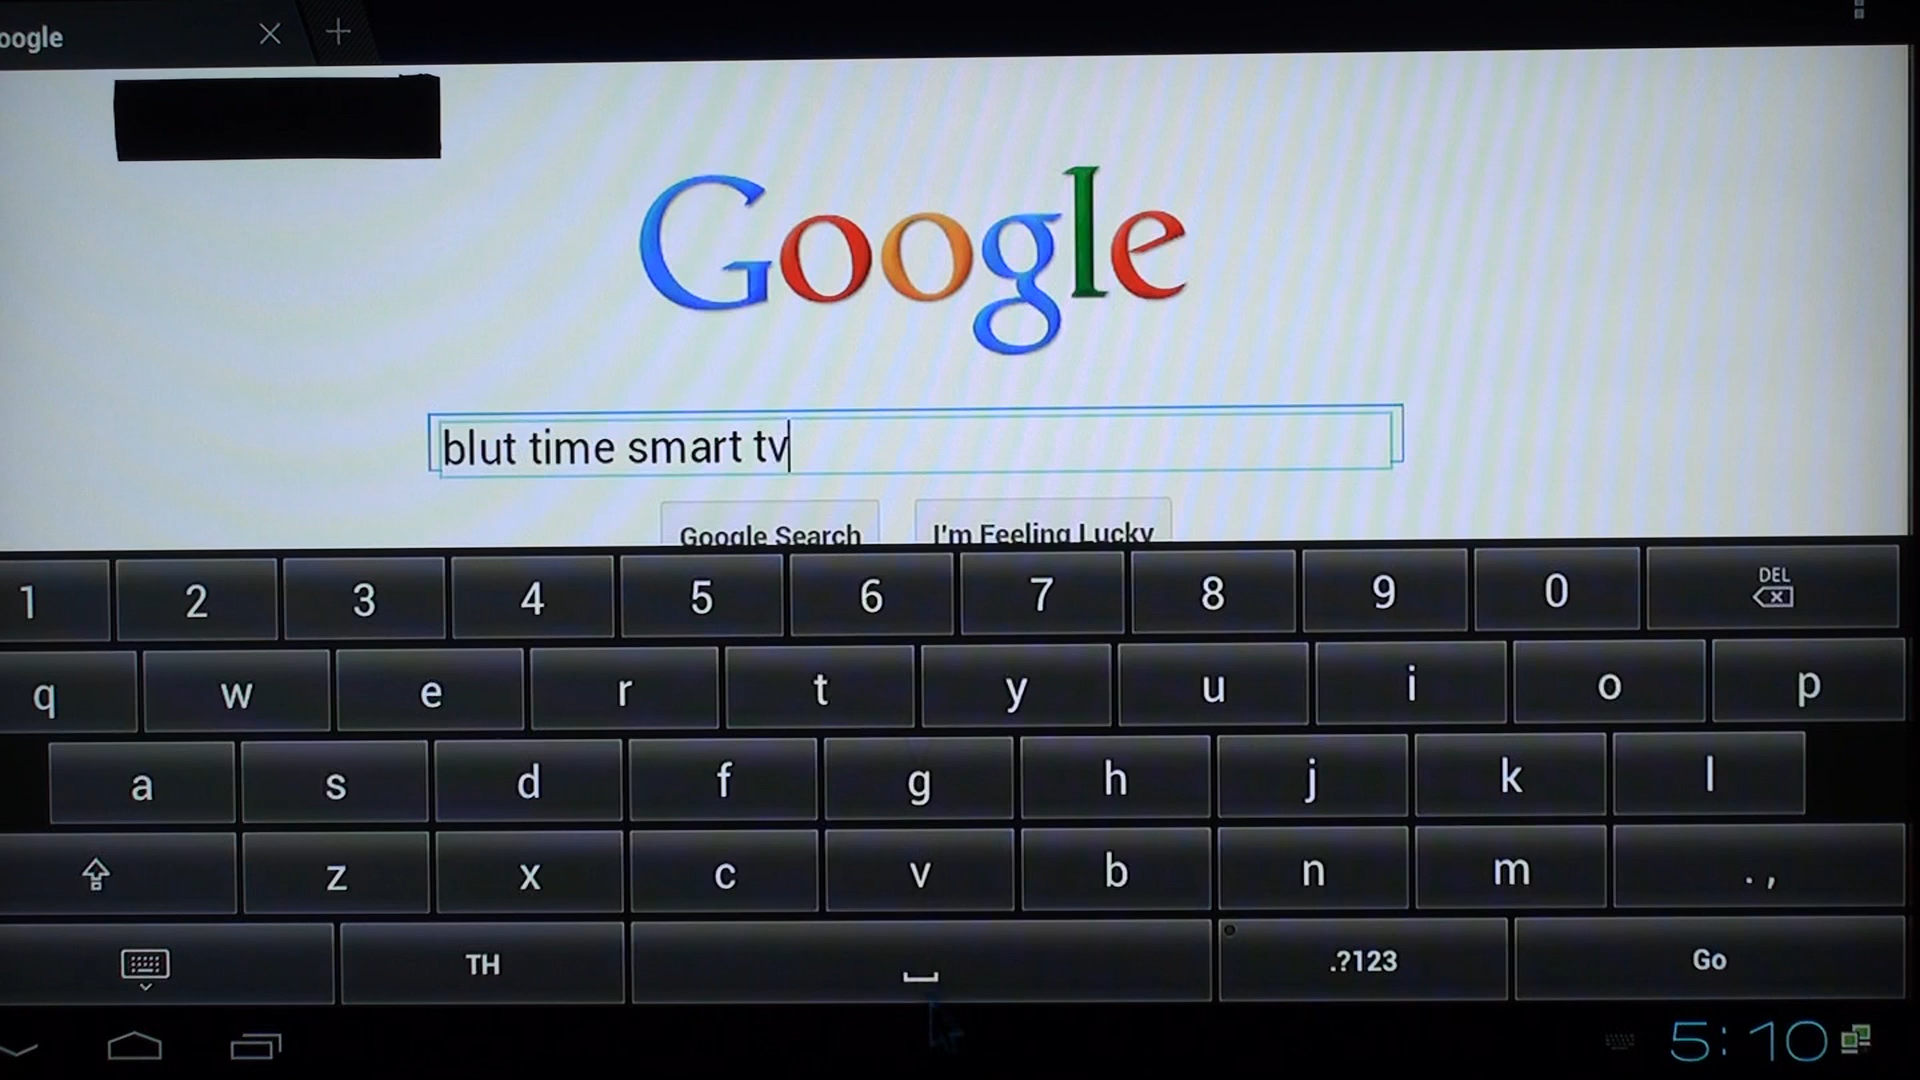 oogle
Google
blut time smart tv
Google Search I'm Feeling Lucky
1 2 3 4 5 6 7 8 9 0 DEL
q w e r t y u i o p
a s d f g h j k l
z x c v b n m . ,
TH .?123 Go
5:10